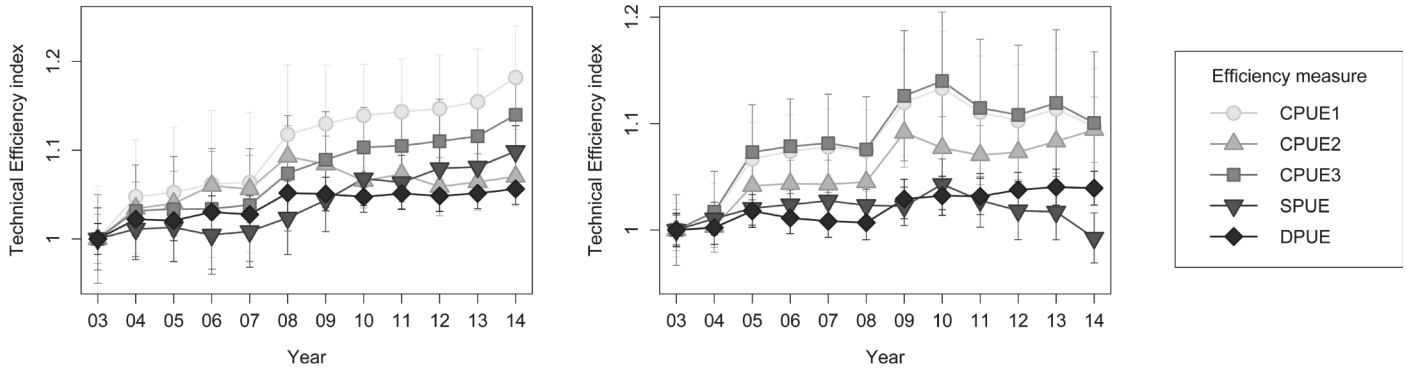 Technical Efficiency index
1
1.1
1.2
03 04 05 06 07 08 09 10 11 12 13 14
Year
Technical Efficiency index
1
1.1
1.2
03 04 05 06 07 08 09 10 11 12 13 14
Year
Efficiency measure
CPUE1
CPUE2
CPUE3
SPUE
DPUE